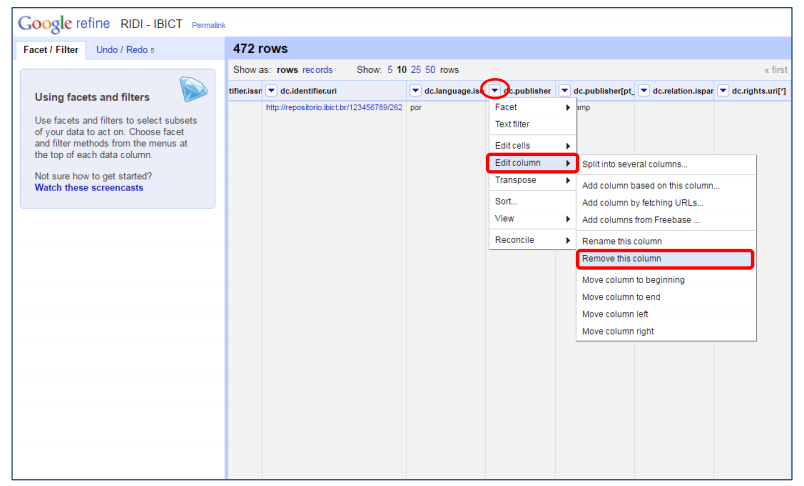 Google refine RIDI - IBICT Permalink
Facet / Filter Undo / Redo 5
472 rows
Show as: rows records Show: 5 10 25 50 rows « first
tifier.issn dc.identifier.uri dc.language.iso dc.publisher dc.publisher[pt_ dc.relation.ispar dc.rights.uri[*]
http://repositorio.ibict.br/123456789/262 por amp
Using facets and filters
Use facets and filters to select subsets
of your data to act on. Choose facet
and filter methods from the menus at
the top of each data column.
Not sure how to get started?
Watch these screencasts
Facet
Text filter
Edit cells
Edit column
Transpose
Sort...
View
Reconcile
Split into several columns...
Add column based on this column...
Add column by fetching URLs...
Add columns from Freebase ...
Rename this column
Remove this column
Move column to beginning
Move column to end
Move column left
Move column right